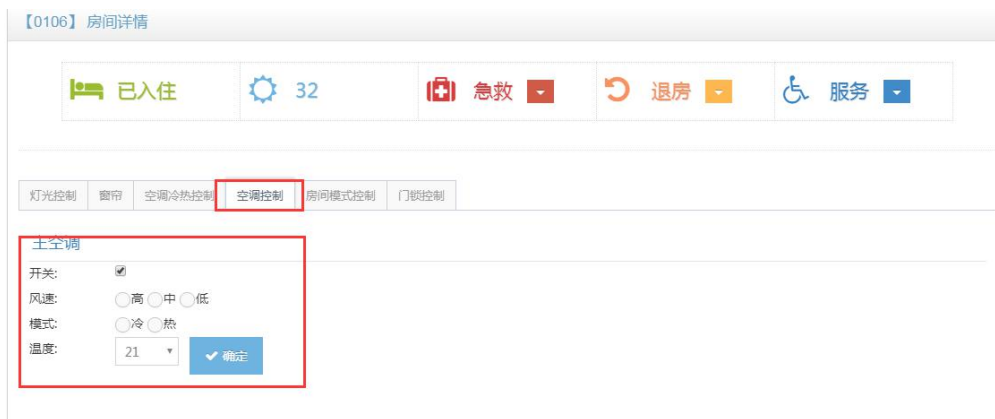 【0106】 房间详情
已入住 32 急救 退房 服务
灯光控制 窗帘 空调冷热控制 空调控制 房间模式控制 门锁控制
主空调
开关:
风速: 高 中 低
模式: 冷 热
温度: 21 确定